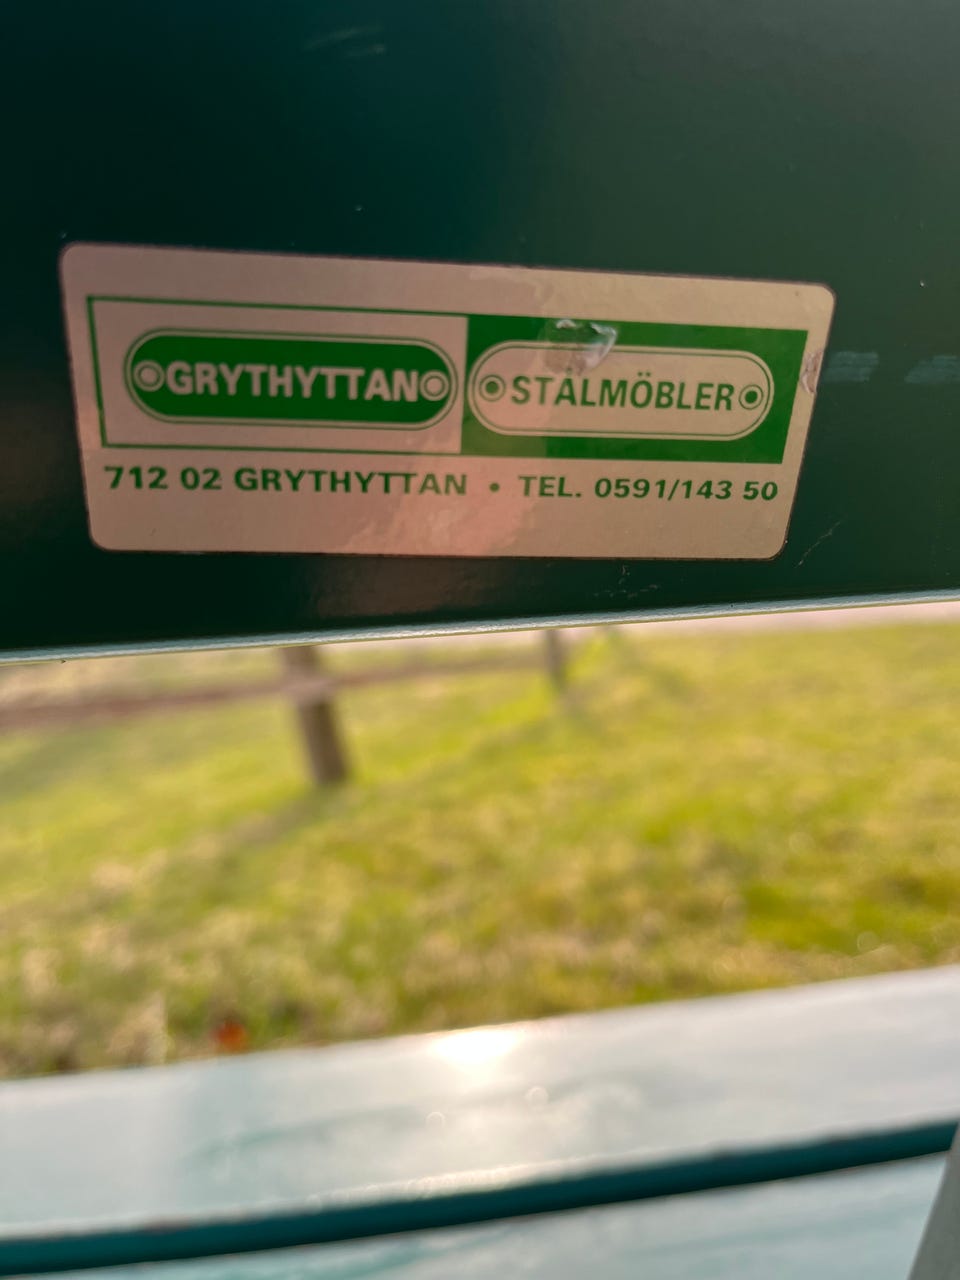 GRYTHYTTAN STÅLMÖBLER
712 02 GRYTHYTTAN • TEL. 0591/143 50